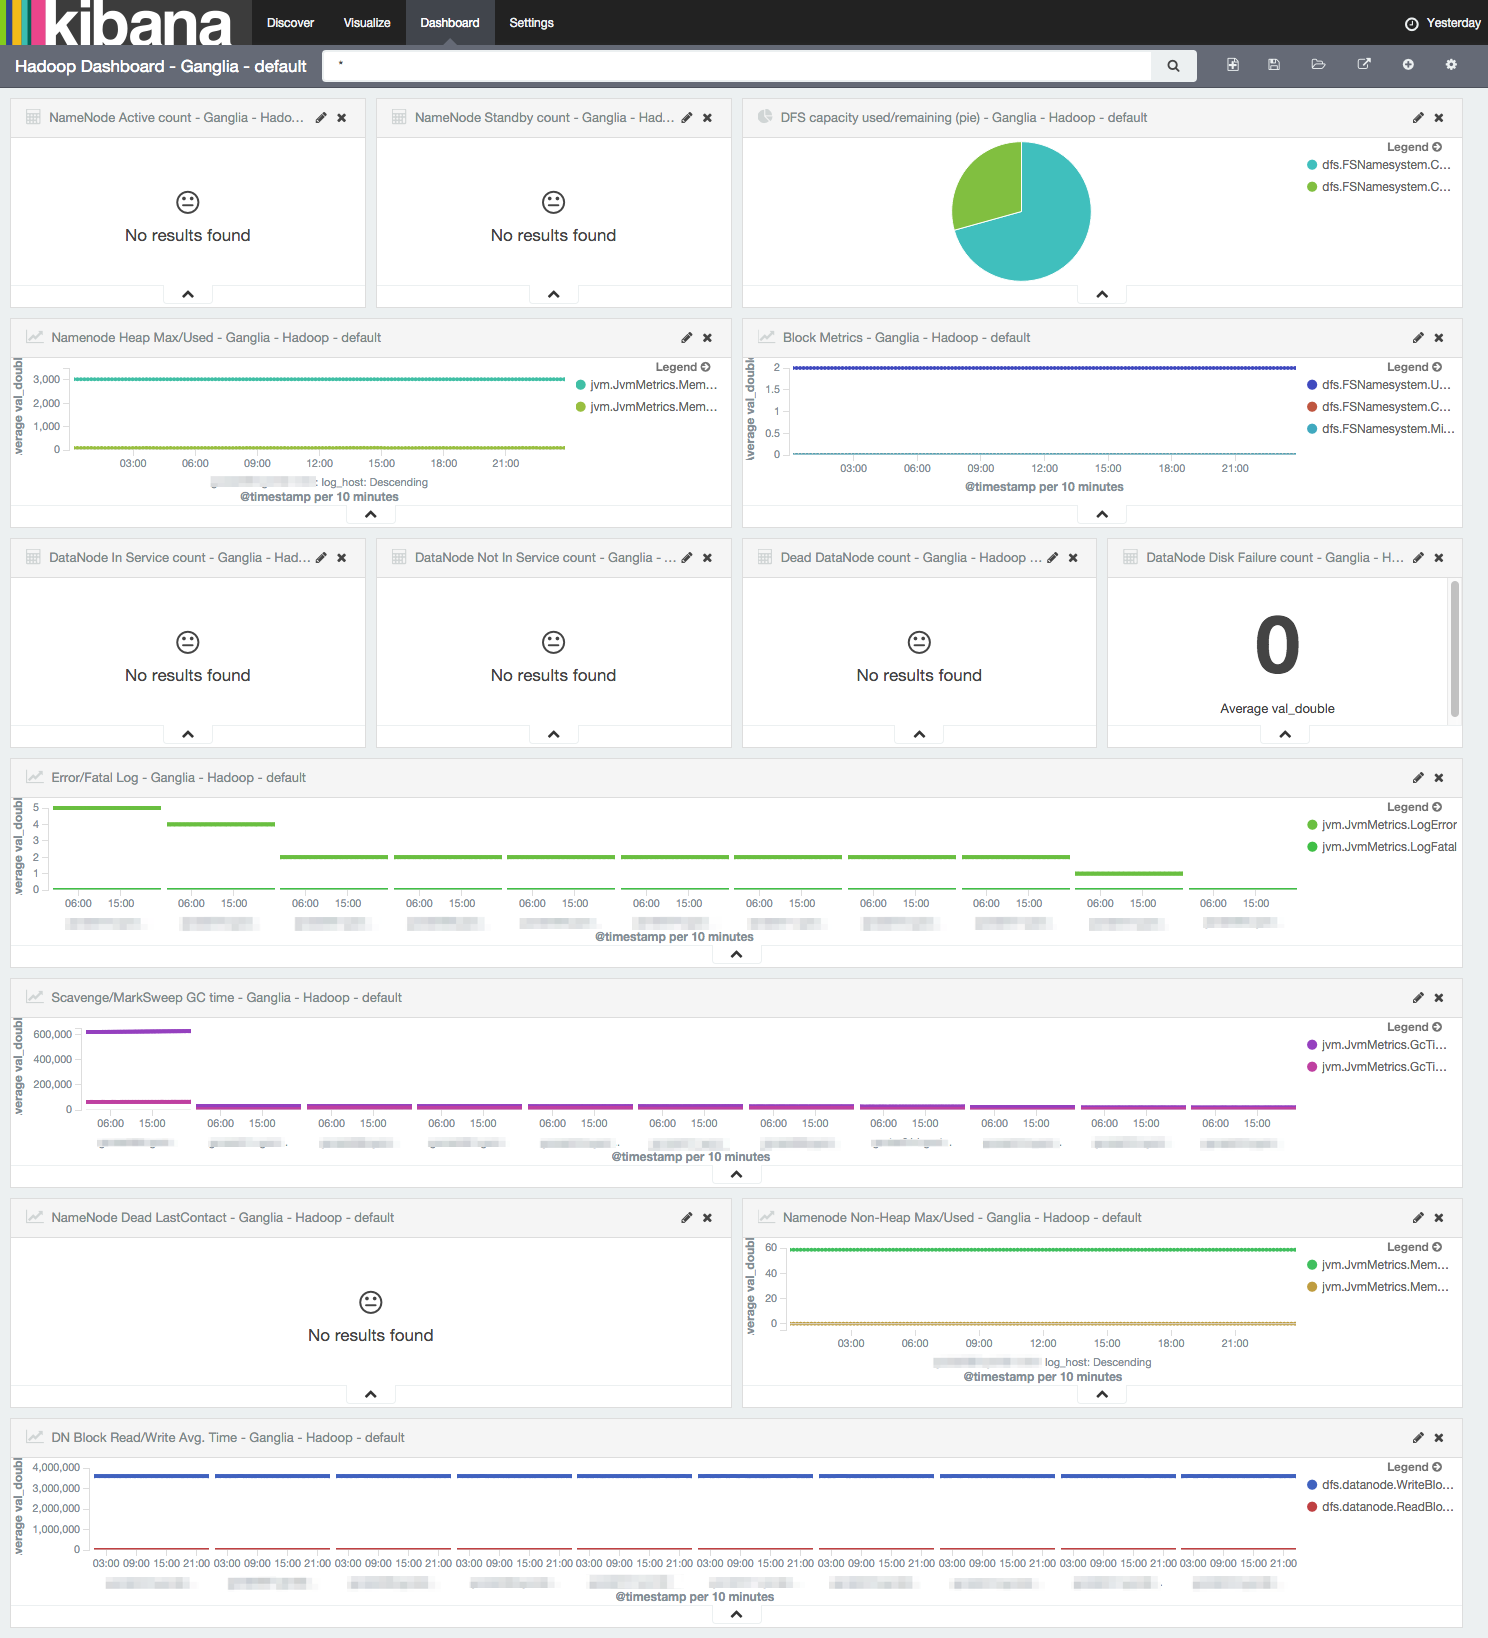 kibana Discover Visualize Dashboard Settings Yesterday
Hadoop Dashboard - Ganglia - default *
NameNode Active count - Ganglia - Hado...
No results found
NameNode Standby count - Ganglia - Had...
No results found
DFS capacity used/remaining (pie) - Ganglia - Hadoop - default
Legend
dfs.FSNamesystem.C...
dfs.FSNamesystem.C...
Namenode Heap Max/Used - Ganglia - Hadoop - default
Legend
jvm.JvmMetrics.Mem...
jvm.JvmMetrics.Mem...
.verage val_doubl
3,000
2,000
1,000
0
03:00 06:00 09:00 12:00 15:00 18:00 21:00
: log_host: Descending
@timestamp per 10 minutes
Block Metrics - Ganglia - Hadoop - default
Legend
dfs.FSNamesystem.U...
dfs.FSNamesystem.C...
dfs.FSNamesystem.Mi...
verage val_double
2
1.5
1
0.5
0
03:00 06:00 09:00 12:00 15:00 18:00 21:00
@timestamp per 10 minutes
DataNode In Service count - Ganglia - Had...
No results found
DataNode Not In Service count - Ganglia - ...
No results found
Dead DataNode count - Ganglia - Hadoop ...
No results found
DataNode Disk Failure count - Ganglia - H...
0
Average val_double
Error/Fatal Log - Ganglia - Hadoop - default
Legend
jvm.JvmMetrics.LogError
jvm.JvmMetrics.LogFatal
.verage val_doubl
5
4
3
2
1
0
06:00 15:00 06:00 15:00 06:00 15:00 06:00 15:00 06:00 15:00 06:00 15:00 06:00 15:00 06:00 15:00 06:00 15:00 06:00 15:00 06:00 15:00
@timestamp per 10 minutes
Scavenge/MarkSweep GC time - Ganglia - Hadoop - default
Legend
jvm.JvmMetrics.GcTi...
jvm.JvmMetrics.GcTi...
.verage val_doubl
600,000
400,000
200,000
0
06:00 15:00 06:00 15:00 06:00 15:00 06:00 15:00 06:00 15:00 06:00 15:00 06:00 15:00 06:00 15:00 06:00 15:00 06:00 15:00 06:00 15:00
@timestamp per 10 minutes
NameNode Dead LastContact - Ganglia - Hadoop - default
No results found
Namenode Non-Heap Max/Used - Ganglia - Hadoop - default
Legend
jvm.JvmMetrics.Mem...
jvm.JvmMetrics.Mem...
.verage val_doubl
60
40
20
0
03:00 06:00 09:00 12:00 15:00 18:00 21:00
log_host: Descending
@timestamp per 10 minutes
DN Block Read/Write Avg. Time - Ganglia - Hadoop - default
Legend
dfs.datanode.WriteBlo...
dfs.datanode.ReadBlo...
.verage val_doubl
4,000,000
3,000,000
2,000,000
1,000,000
0
03:00 09:00 15:00 21:00 03:00 09:00 15:00 21:00 03:00 09:00 15:00 21:00 03:00 09:00 15:00 21:00 03:00 09:00 15:00 21:00 03:00 09:00 15:00 21:00 03:00 09:00 15:00 21:00 03:00 09:00 15:00 21:00 03:00 09:00 15:00 21:00 03:00 09:00 15:00 21:00
@timestamp per 10 minutes